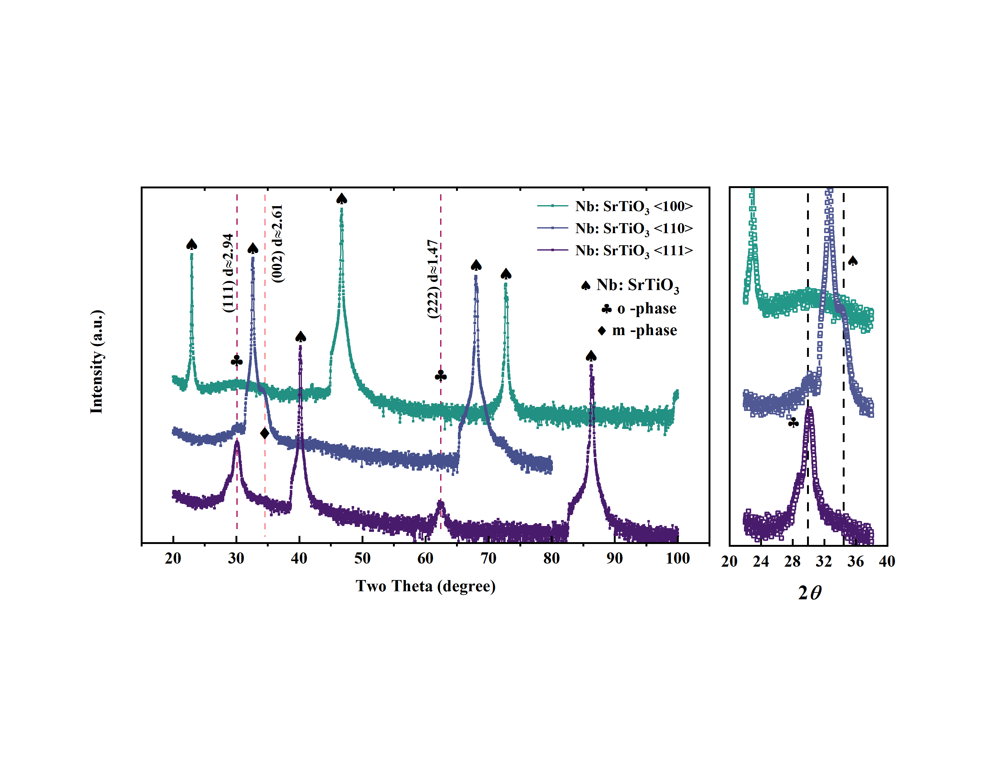 Nb: SrTiO₃ <100>
Nb: SrTiO₃ <110>
Nb: SrTiO₃ <111>
♠ Nb: SrTiO₃
♣ o -phase
♦ m -phase
(111) d≈2.94
(002) d≈2.61
(222) d≈1.47
Intensity (a.u.)
20 30 40 50 60 70 80 90 100
Two Theta (degree)
20 24 28 32 36 40
2θ